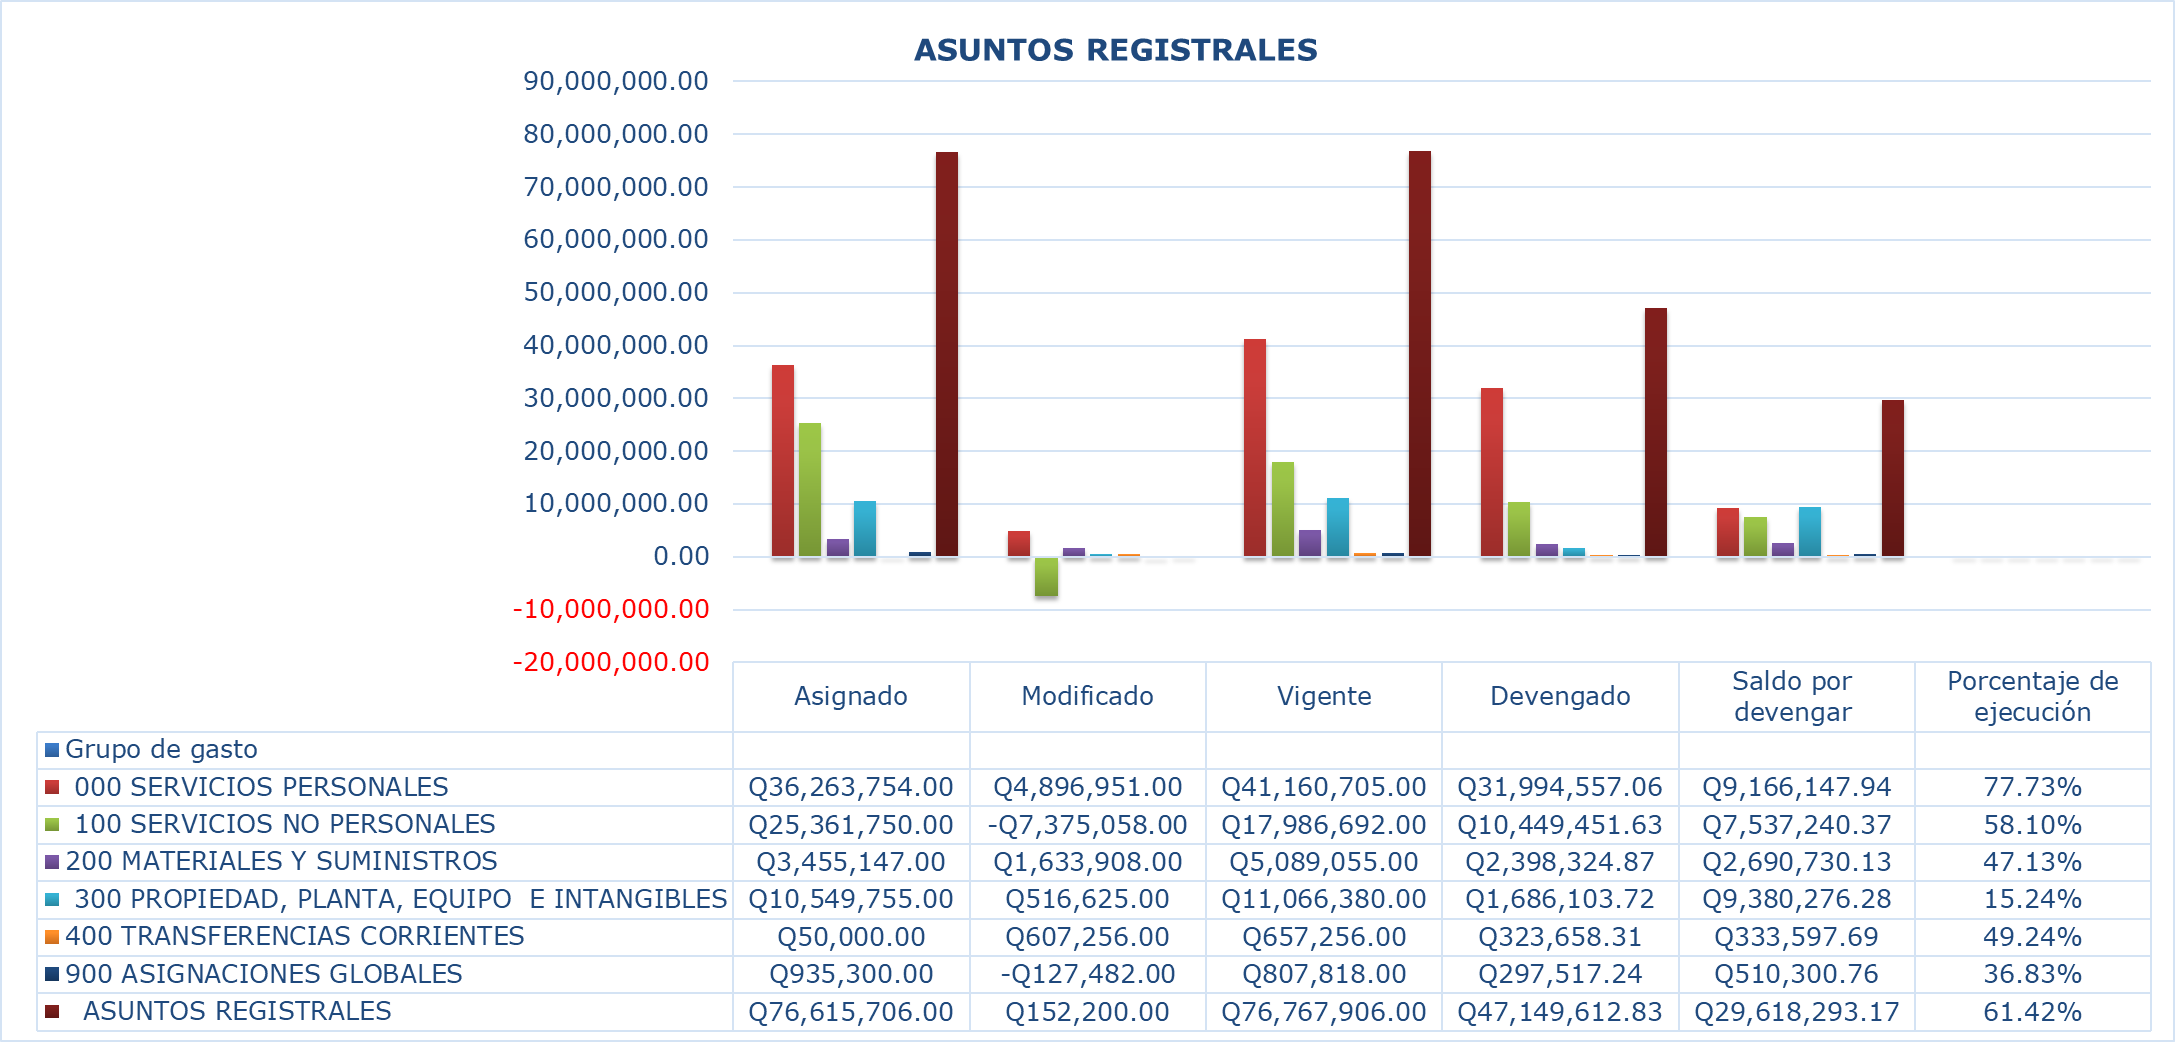 ASUNTOS REGISTRALES
90,000,000.00
80,000,000.00
70,000,000.00
60,000,000.00
50,000,000.00
40,000,000.00
30,000,000.00
20,000,000.00
10,000,000.00
0.00
-10,000,000.00
-20,000,000.00
Asignado Modificado Vigente Devengado Saldo por devengar Porcentaje de ejecución
Grupo de gasto
000 SERVICIOS PERSONALES Q36,263,754.00 Q4,896,951.00 Q41,160,705.00 Q31,994,557.06 Q9,166,147.94 77.73%
100 SERVICIOS NO PERSONALES Q25,361,750.00 -Q7,375,058.00 Q17,986,692.00 Q10,449,451.63 Q7,537,240.37 58.10%
200 MATERIALES Y SUMINISTROS Q3,455,147.00 Q1,633,908.00 Q5,089,055.00 Q2,398,324.87 Q2,690,730.13 47.13%
300 PROPIEDAD, PLANTA, EQUIPO E INTANGIBLES Q10,549,755.00 Q516,625.00 Q11,066,380.00 Q1,686,103.72 Q9,380,276.28 15.24%
400 TRANSFERENCIAS CORRIENTES Q50,000.00 Q607,256.00 Q657,256.00 Q323,658.31 Q333,597.69 49.24%
900 ASIGNACIONES GLOBALES Q935,300.00 -Q127,482.00 Q807,818.00 Q297,517.24 Q510,300.76 36.83%
ASUNTOS REGISTRALES Q76,615,706.00 Q152,200.00 Q76,767,906.00 Q47,149,612.83 Q29,618,293.17 61.42%